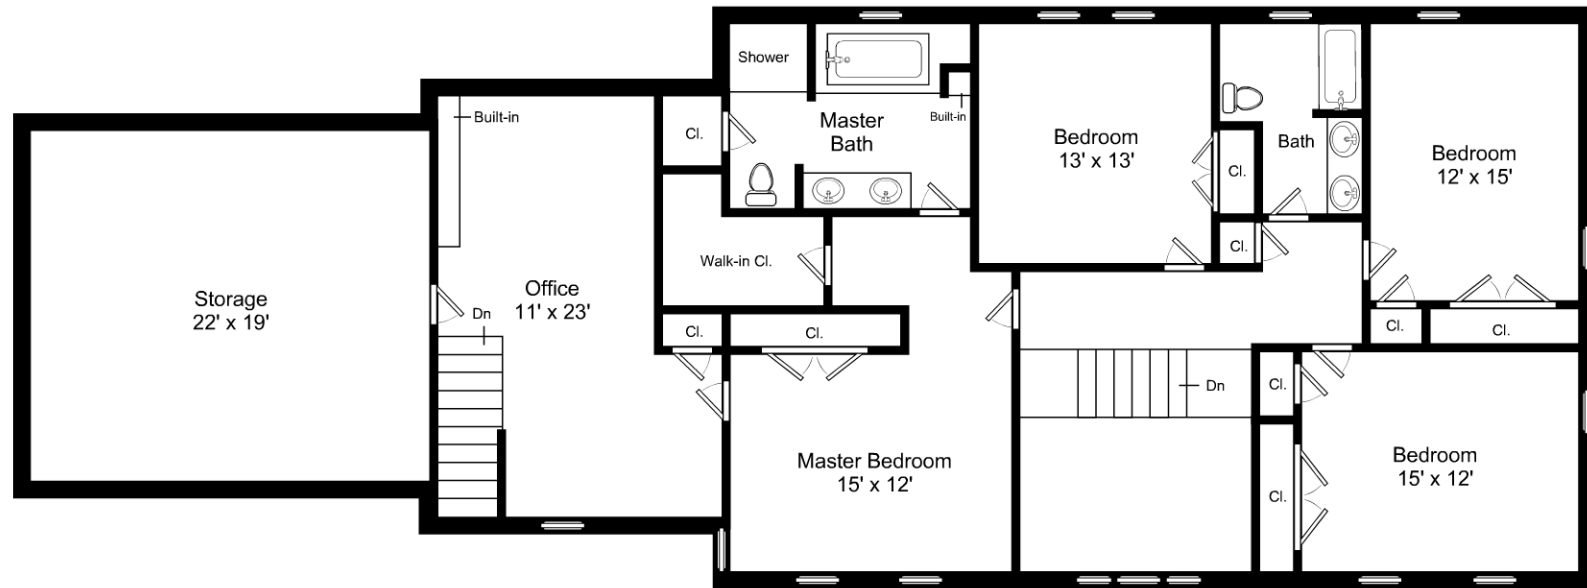 Shower
Built-in
Built-in
Cl.
Master
Bath
Bedroom
13' x 13'
Cl.
Bath
Bedroom
12' x 15'
Cl.
Walk-in Cl.
Storage
22' x 19'
Office
11' x 23'
Dn
Cl.
Cl.
Cl.
Cl.
Dn
Cl.
Master Bedroom
15' x 12'
Bedroom
15' x 12'
Cl.